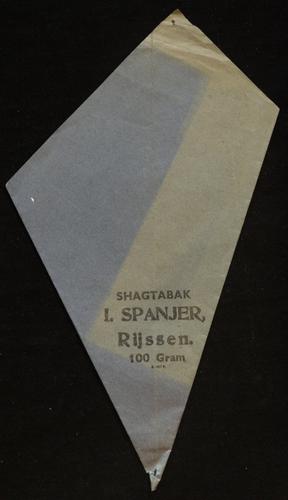 SHAGTABAK
I. SPANJER,
Rijssen.
100 Gram